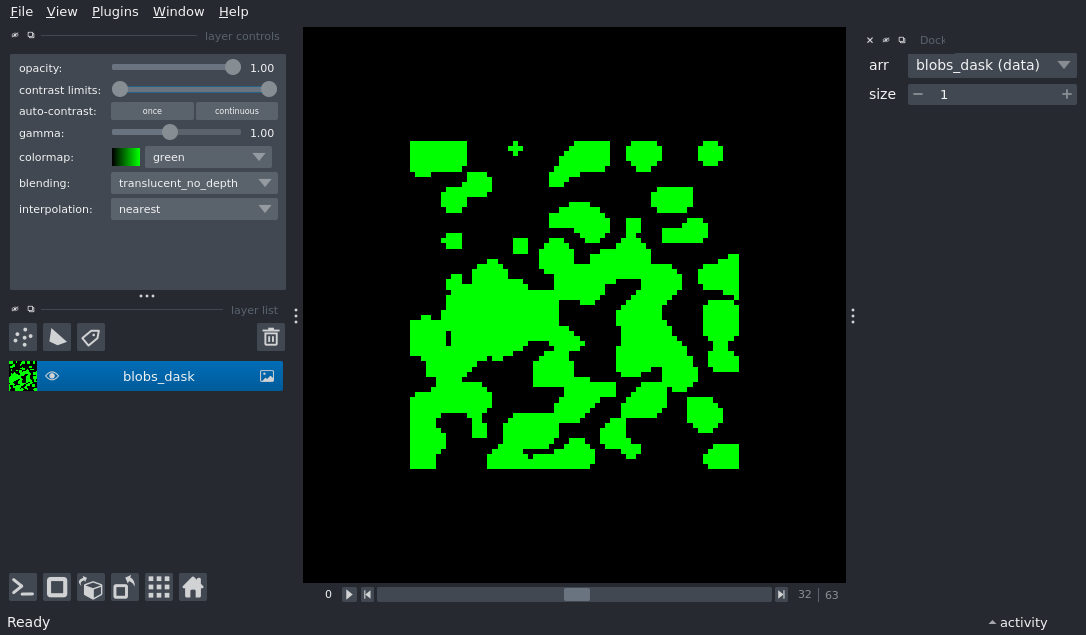 File View Plugins Window Help
layer controls
opacity: 1.00
contrast limits:
auto-contrast: once continuous
gamma: 1.00
colormap: green
blending: translucent_no_depth
interpolation: nearest
layer list
blobs_dask
Dock
arr blobs_dask (data)
size 1
0 32 63
Ready
activity